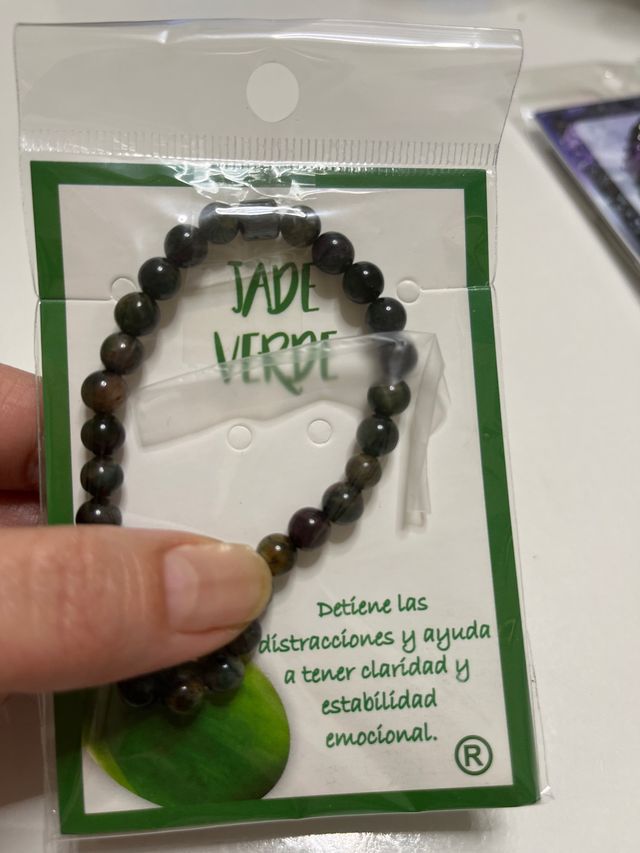 JADE
VERDE
Detiene las
distracciones y ayuda
a tener claridad y
estabilidad
emocional.
®